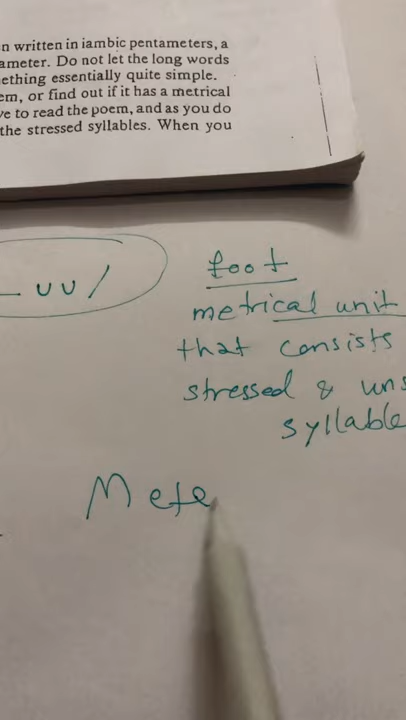 n written in iambic pentameters, a
ameter. Do not let the long words
ething essentially quite simple.
em, or find out if it has a metrical
ve to read the poem, and as you do
the stressed syllables. When you
foot
metrical unit
that consists
stressed & uns
syllable
_ ᴜᴜ /
Mete